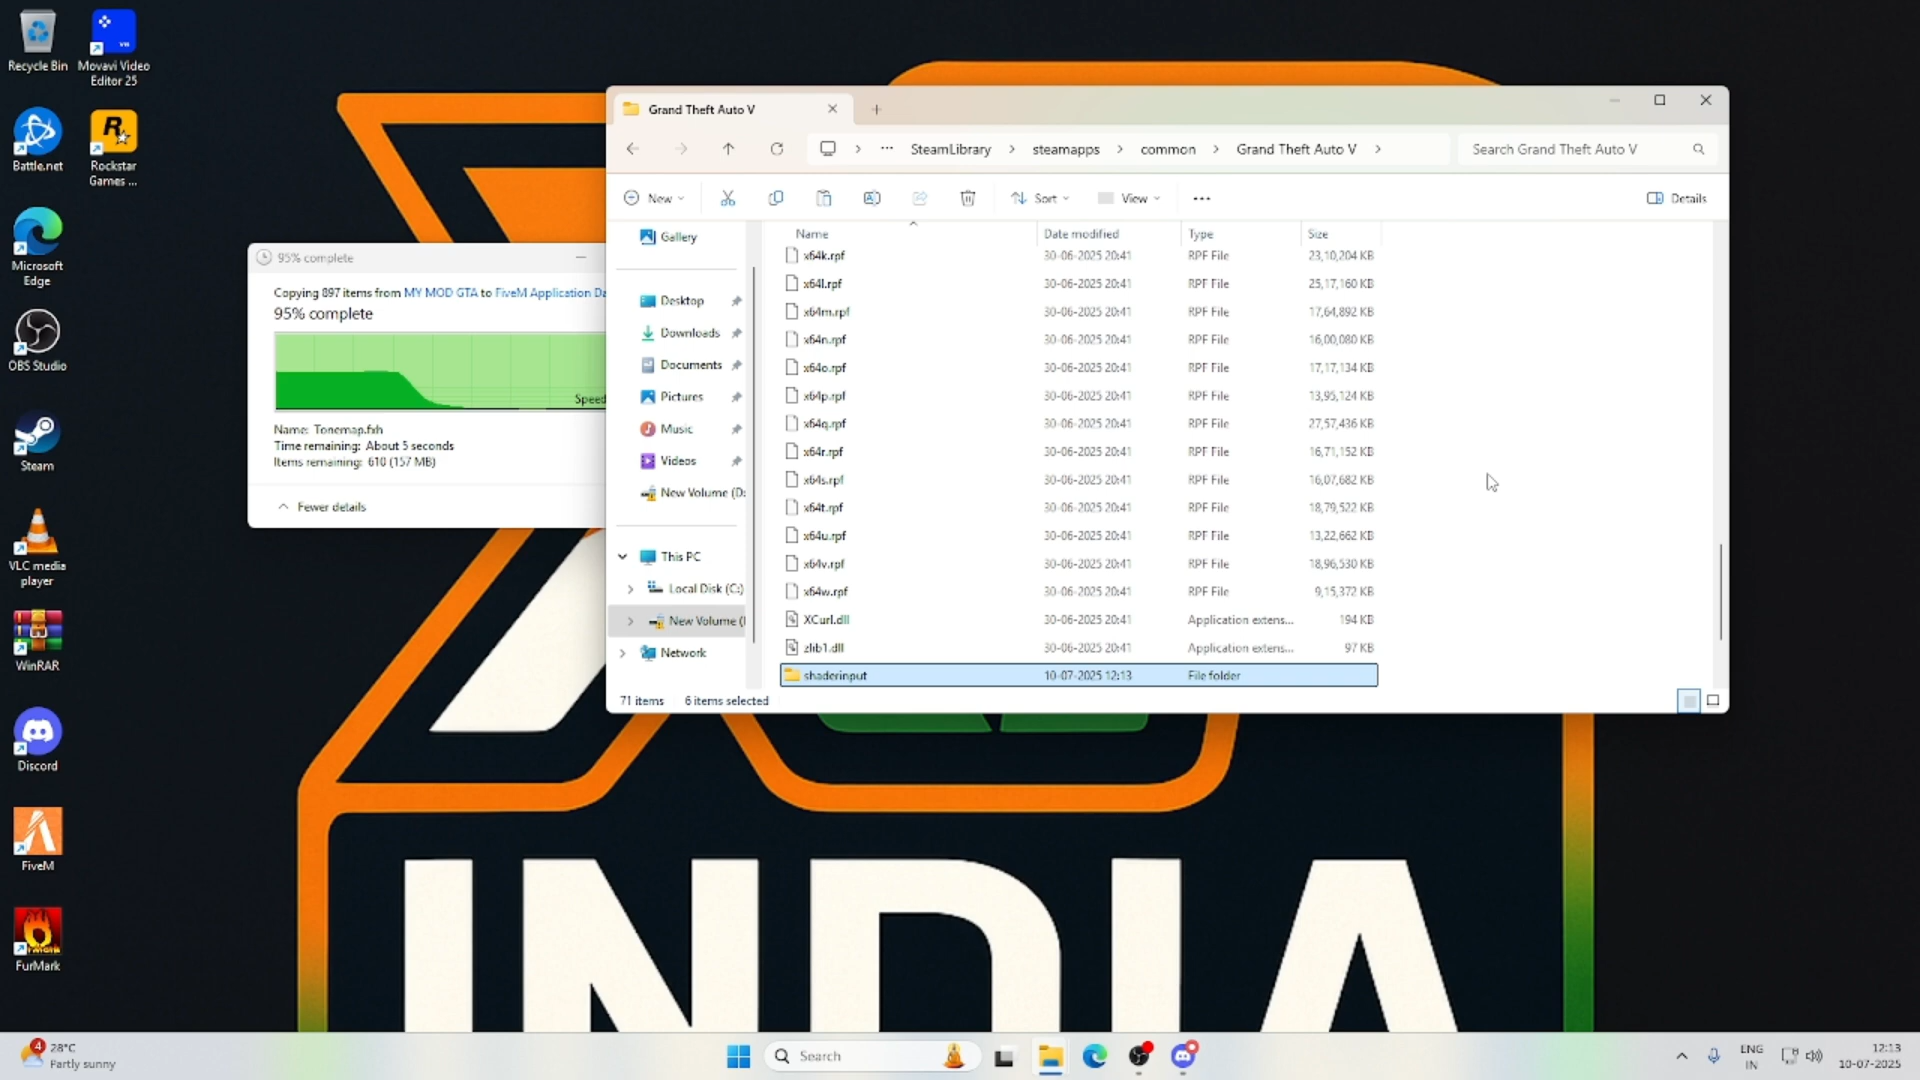 Recycle Bin
Movavi Video
Editor 25
Battle.net
Rockstar
Games ...
Microsoft
Edge
OBS Studio
Steam
VLC media
player
WinRAR
Discord
FiveM
FurMark
95% complete
Copying 897 items from MY MOD GTA to FiveM Application Da
95% complete
Speed
Name: Tonemap.fxh
Time remaining: About 5 seconds
Items remaining: 610 (157 MB)
Fewer details
Grand Theft Auto V
SteamLibrary > steamapps > common > Grand Theft Auto V >
Search Grand Theft Auto V
New
Sort
View
Details
Gallery
Desktop
Downloads
Documents
Pictures
Music
Videos
New Volume (D:
This PC
Local Disk (C:)
New Volume (
Network
Name Date modified Type Size
x64k.rpf 30-06-2025 20:41 RPF File 23,10,204 KB
x64l.rpf 30-06-2025 20:41 RPF File 25,17,160 KB
x64m.rpf 30-06-2025 20:41 RPF File 17,64,892 KB
x64n.rpf 30-06-2025 20:41 RPF File 16,00,080 KB
x64o.rpf 30-06-2025 20:41 RPF File 17,17,134 KB
x64p.rpf 30-06-2025 20:41 RPF File 13,95,124 KB
x64q.rpf 30-06-2025 20:41 RPF File 27,57,436 KB
x64r.rpf 30-06-2025 20:41 RPF File 16,71,152 KB
x64s.rpf 30-06-2025 20:41 RPF File 16,07,682 KB
x64t.rpf 30-06-2025 20:41 RPF File 18,79,522 KB
x64u.rpf 30-06-2025 20:41 RPF File 13,22,662 KB
x64v.rpf 30-06-2025 20:41 RPF File 18,96,530 KB
x64w.rpf 30-06-2025 20:41 RPF File 9,15,372 KB
XCurl.dll 30-06-2025 20:41 Application extens... 194 KB
zlib1.dll 30-06-2025 20:41 Application extens... 97 KB
shaderinput 10-07-2025 12:13 File folder
71 items 6 items selected
INDIA
4
28°C
Partly sunny
Search
ENG
IN
12:13
10-07-2025